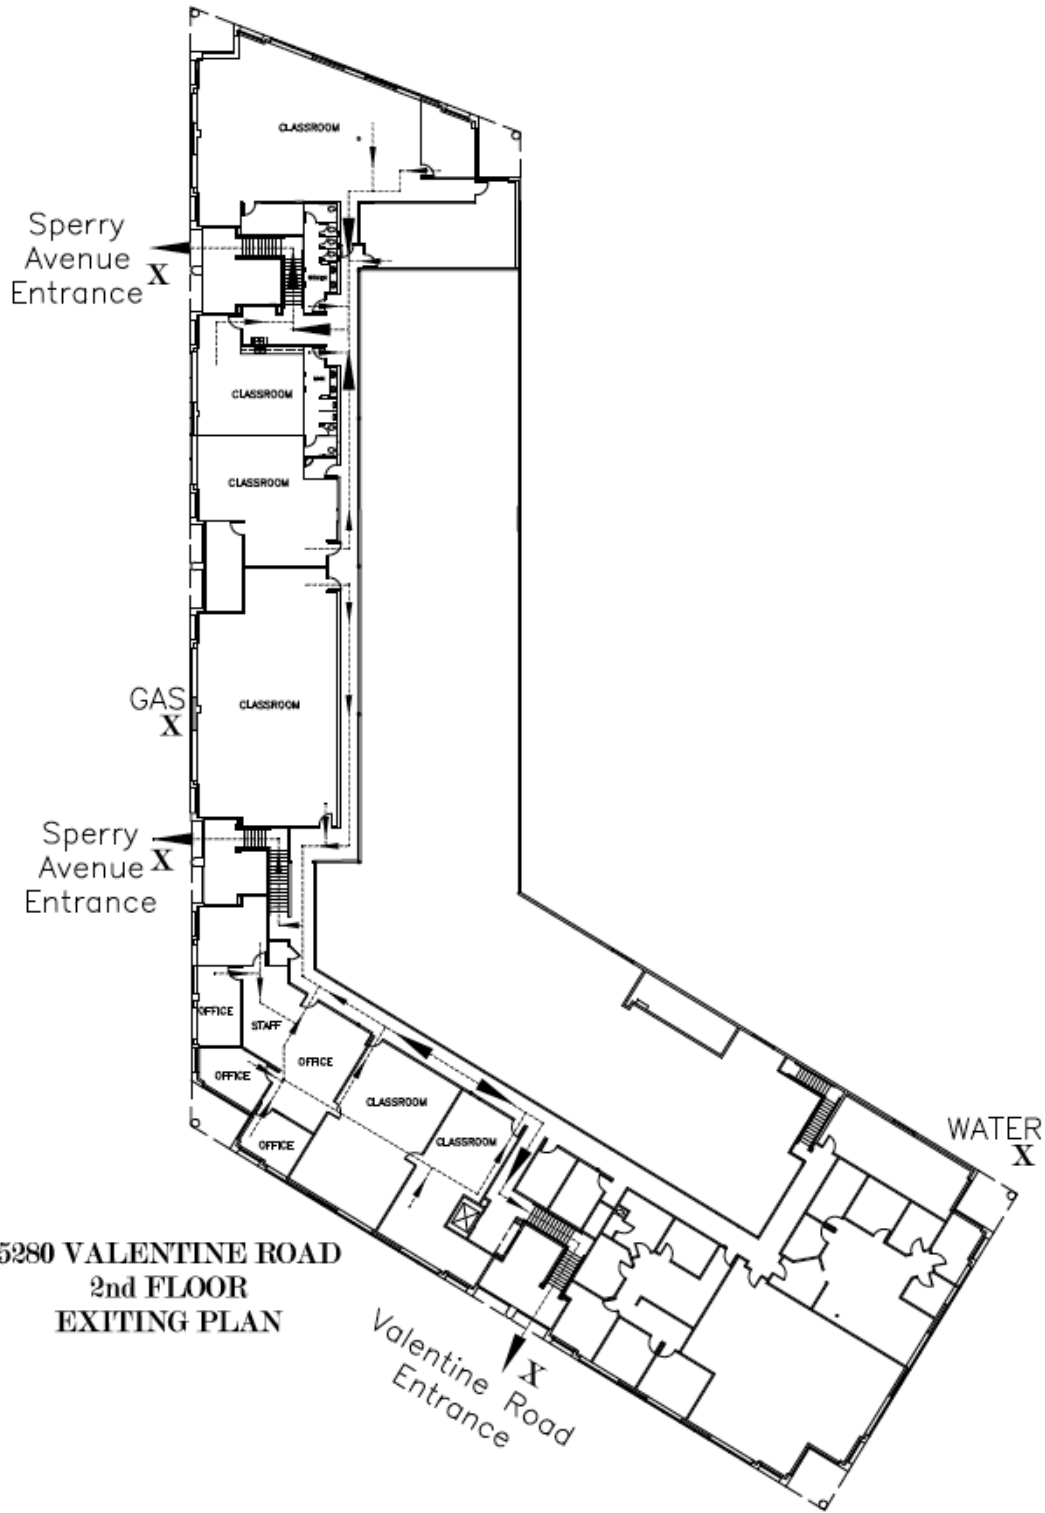 CLASSROOM
Sperry
Avenue
X
Entrance
CLASSROOM
CLASSROOM
GAS
X
CLASSROOM
Sperry
Avenue
X
Entrance
OFFICE
STAFF
OFFICE
OFFICE
CLASSROOM
CLASSROOM
OFFICE
WATER
X
5280 VALENTINE ROAD
2nd FLOOR
EXITING PLAN
Valentine Road
Entrance
X